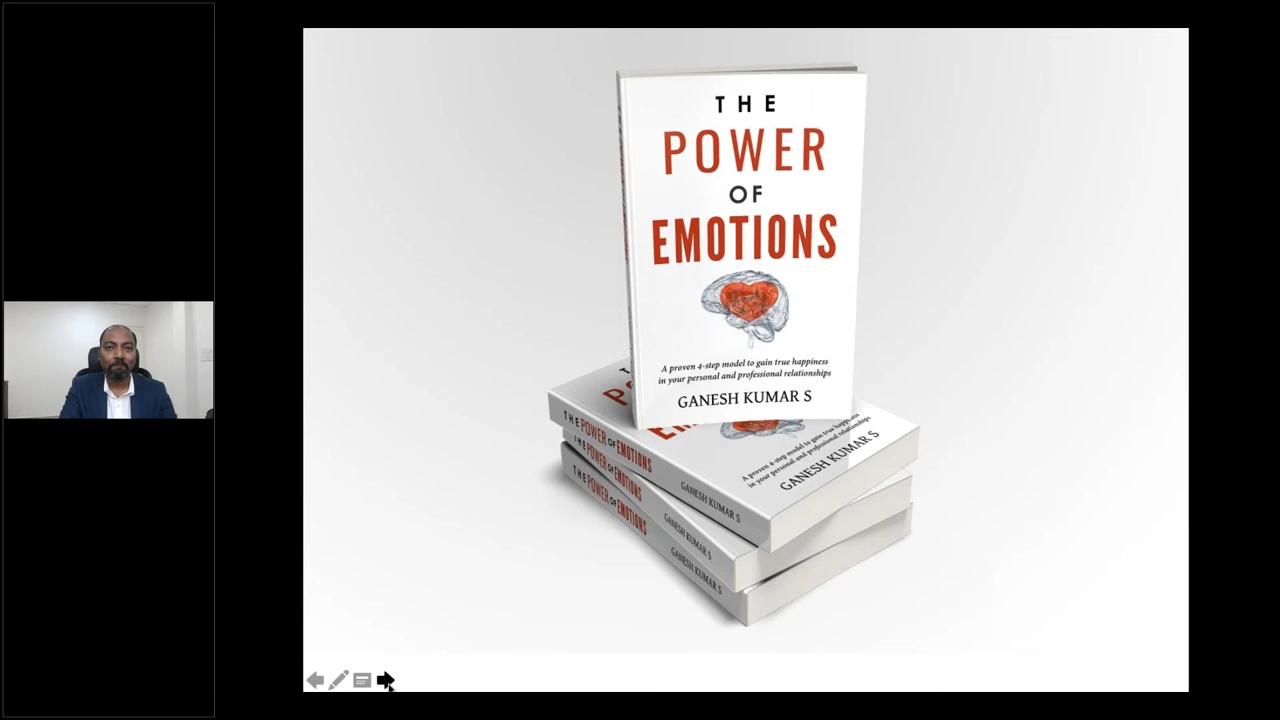 THE
POWER
OF
EMOTIONS
A proven 4-step model to gain true happiness
in your personal and professional relationships
GANESH KUMAR S
A proven 4-step model to gain true happiness
in your personal and professional relationships
GANESH KUMAR S
THE POWER OF EMOTIONS GANESH KUMAR S
THE POWER OF EMOTIONS GANESH KUMAR S
THE POWER OF EMOTIONS GANESH KUMAR S